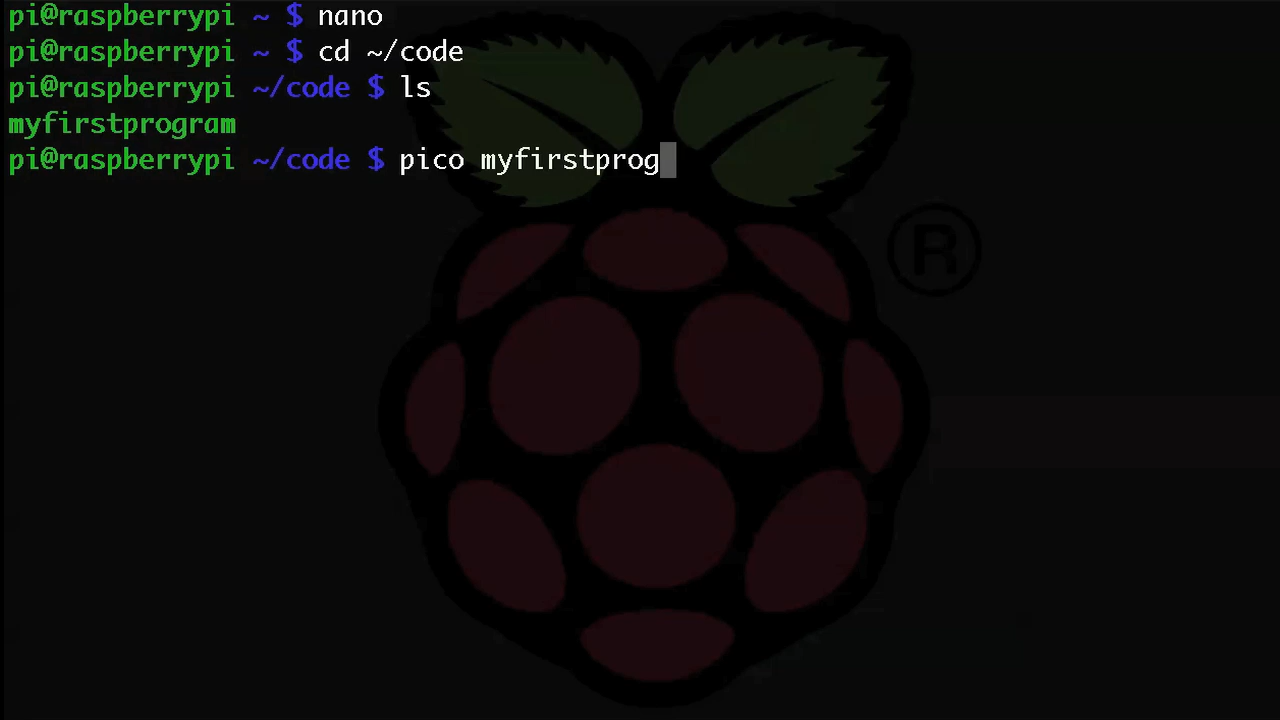 pi@raspberrypi ~ $ nano
pi@raspberrypi ~ $ cd ~/code
pi@raspberrypi ~/code $ ls
myfirstprogram
pi@raspberrypi ~/code $ pico myfirstprog
®